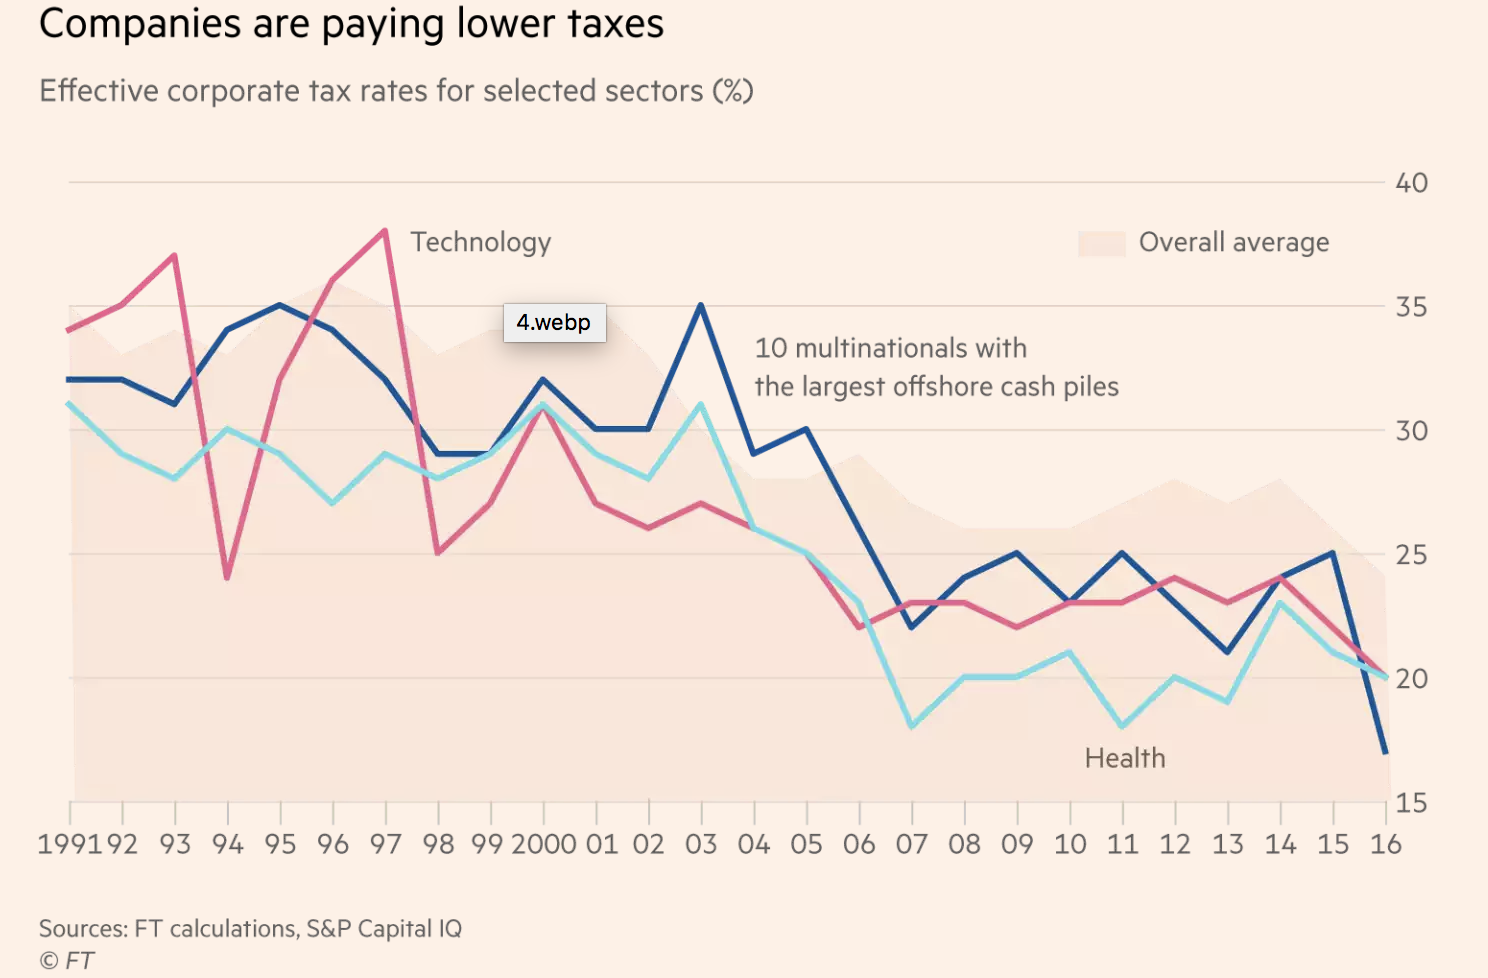 Companies are paying lower taxes
Effective corporate tax rates for selected sectors (%)
40
Technology
Overall average
35
4.webp
10 multinationals with
the largest offshore cash piles
30
25
20
Health
15
1991 92 93 94 95 96 97 98 99 2000 01 02 03 04 05 06 07 08 09 10 11 12 13 14 15 16
Sources: FT calculations, S&P Capital IQ
© FT